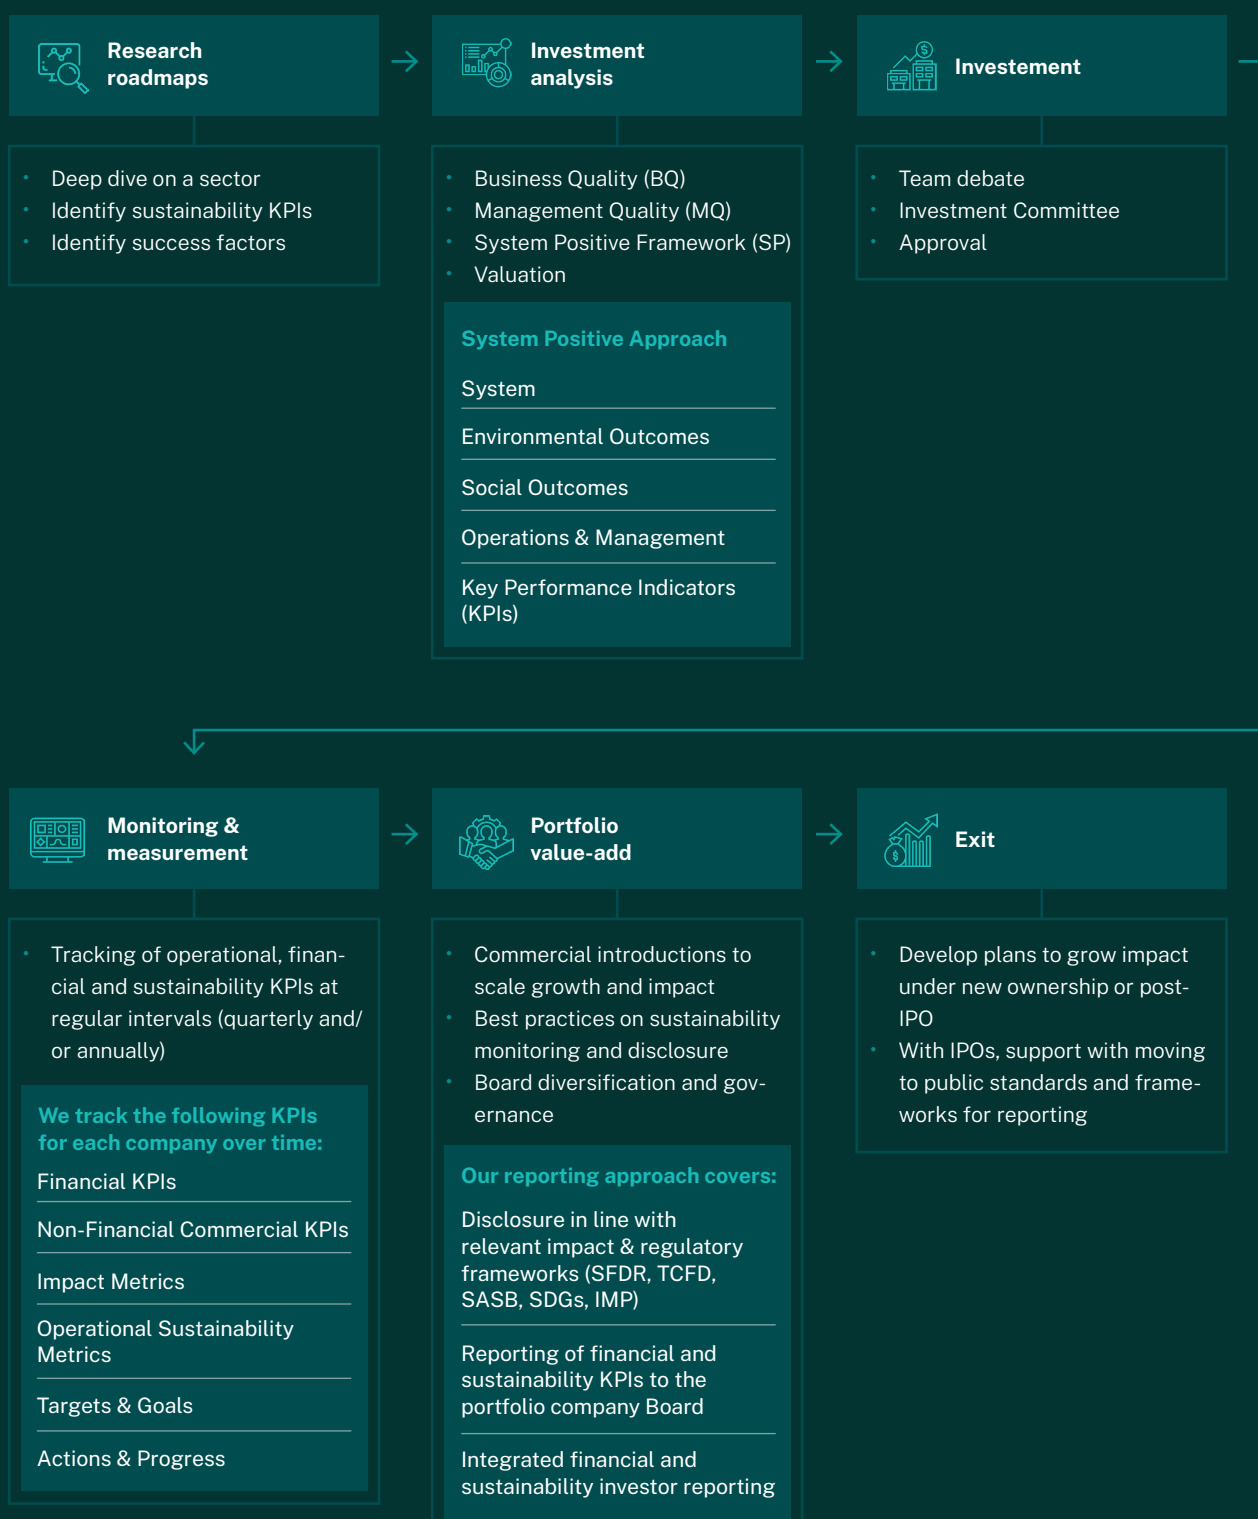 Research
roadmaps
Deep dive on a sector
Identify sustainability KPIs
Identify success factors
Investment
analysis
Business Quality (BQ)
Management Quality (MQ)
System Positive Framework (SP)
Valuation
System Positive Approach
System
Environmental Outcomes
Social Outcomes
Operations & Management
Key Performance Indicators
(KPIs)
Investement
Team debate
Investment Committee
Approval
Monitoring &
measurement
Tracking of operational, finan-
cial and sustainability KPIs at
regular intervals (quarterly and/
or annually)
We track the following KPIs
for each company over time:
Financial KPIs
Non-Financial Commercial KPIs
Impact Metrics
Operational Sustainability
Metrics
Targets & Goals
Actions & Progress
Portfolio
value-add
Commercial introductions to
scale growth and impact
Best practices on sustainability
monitoring and disclosure
Board diversification and gov-
ernance
Our reporting approach covers:
Disclosure in line with
relevant impact & regulatory
frameworks (SFDR, TCFD,
SASB, SDGs, IMP)
Reporting of financial and
sustainability KPIs to the
portfolio company Board
Integrated financial and
sustainability investor reporting
Exit
Develop plans to grow impact
under new ownership or post-
IPO
With IPOs, support with moving
to public standards and frame-
works for reporting